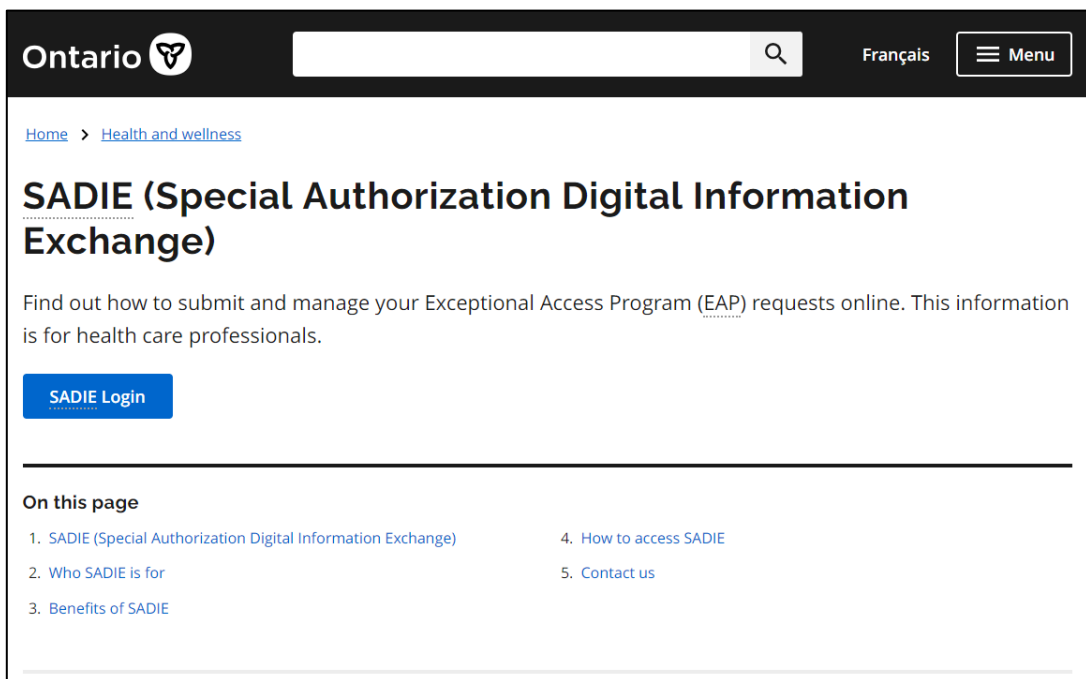 Ontario
Français
Menu
Home > Health and wellness
SADIE (Special Authorization Digital Information
Exchange)
Find out how to submit and manage your Exceptional Access Program (EAP) requests online. This information
is for health care professionals.
SADIE Login
On this page
1. SADIE (Special Authorization Digital Information Exchange)
2. Who SADIE is for
3. Benefits of SADIE
4. How to access SADIE
5. Contact us